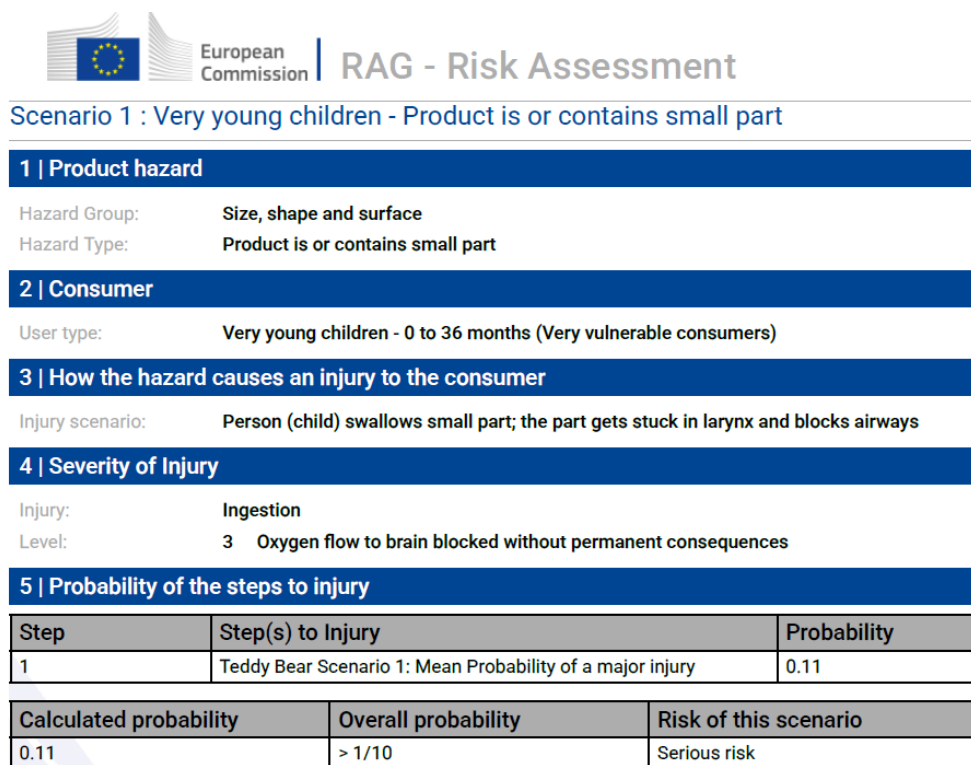 European
Commission
RAG - Risk Assessment
Scenario 1 : Very young children - Product is or contains small part
1 | Product hazard
Hazard Group: Size, shape and surface
Hazard Type: Product is or contains small part
2 | Consumer
User type: Very young children - 0 to 36 months (Very vulnerable consumers)
3 | How the hazard causes an injury to the consumer
Injury scenario: Person (child) swallows small part; the part gets stuck in larynx and blocks airways
4 | Severity of Injury
Injury: Ingestion
Level: 3 Oxygen flow to brain blocked without permanent consequences
5 | Probability of the steps to injury
Step Step(s) to Injury Probability
1 Teddy Bear Scenario 1: Mean Probability of a major injury 0.11
Calculated probability Overall probability Risk of this scenario
0.11 > 1/10 Serious risk